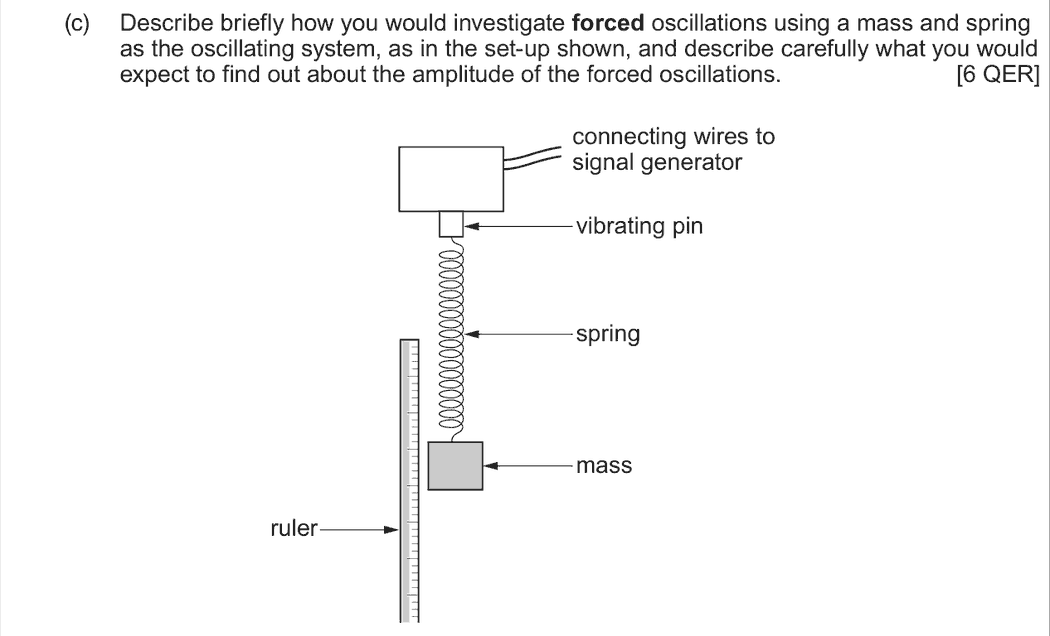 (c) Describe briefly how you would investigate forced oscillations using a mass and spring
as the oscillating system, as in the set-up shown, and describe carefully what you would
expect to find out about the amplitude of the forced oscillations. [6 QER]
connecting wires to
signal generator
vibrating pin
spring
mass
ruler